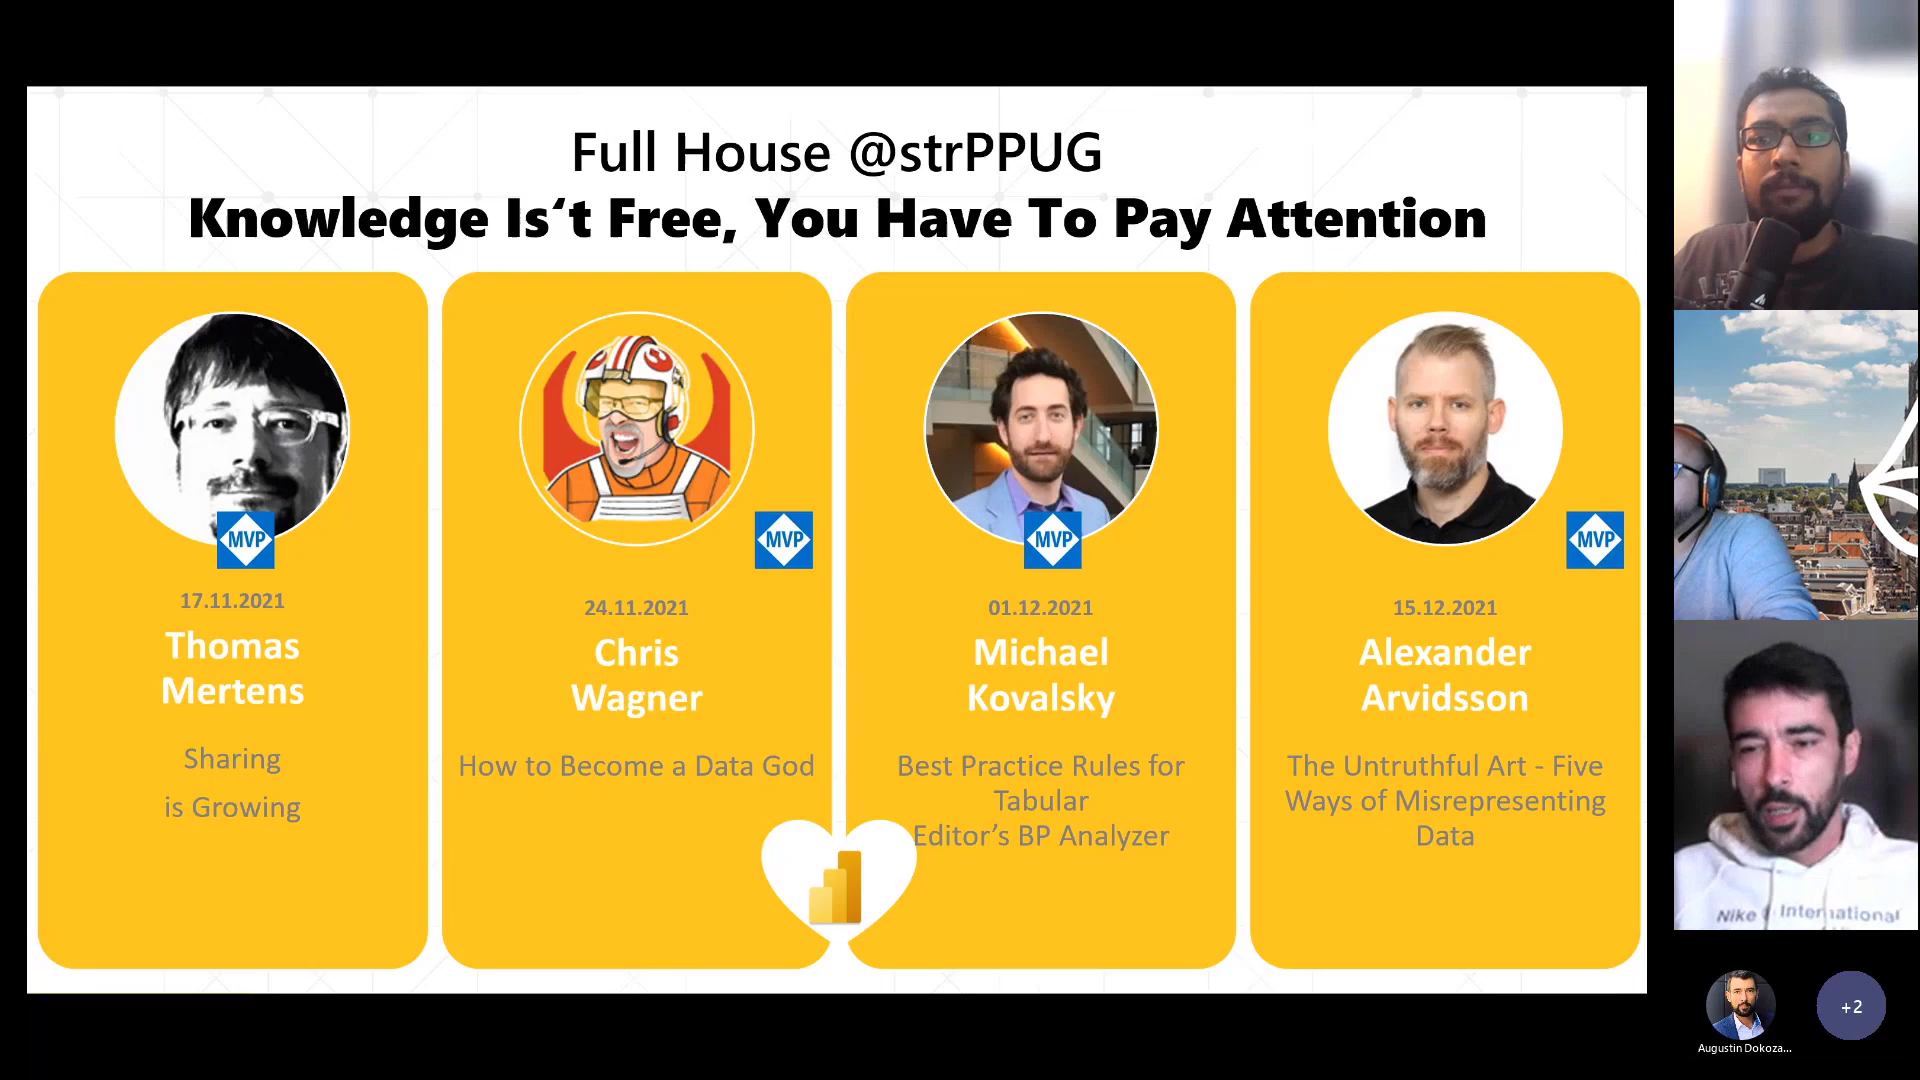 Full House @strPPUG
Knowledge Is‘t Free, You Have To Pay Attention
MVP
17.11.2021
Thomas
Mertens
Sharing
is Growing
MVP
24.11.2021
Chris
Wagner
How to Become a Data God
MVP
01.12.2021
Michael
Kovalsky
Best Practice Rules for
Tabular
Editor’s BP Analyzer
MVP
15.12.2021
Alexander
Arvidsson
The Untruthful Art - Five
Ways of Misrepresenting
Data
Nike International
Augustin Dokoza...
+2